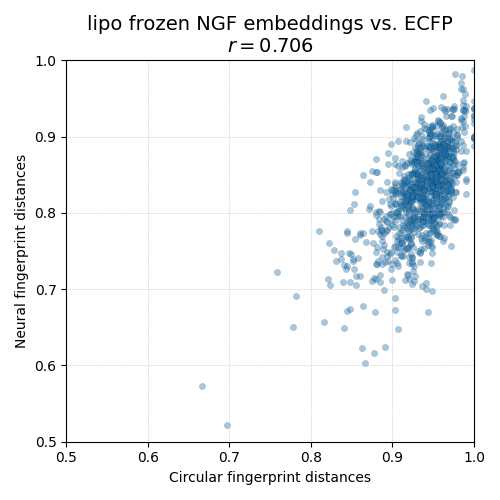 lipo frozen NGF embeddings vs. ECFP
r = 0.706
1.0
0.9
0.8
0.7
0.6
0.5
Neural fingerprint distances
0.5 0.6 0.7 0.8 0.9 1.0
Circular fingerprint distances